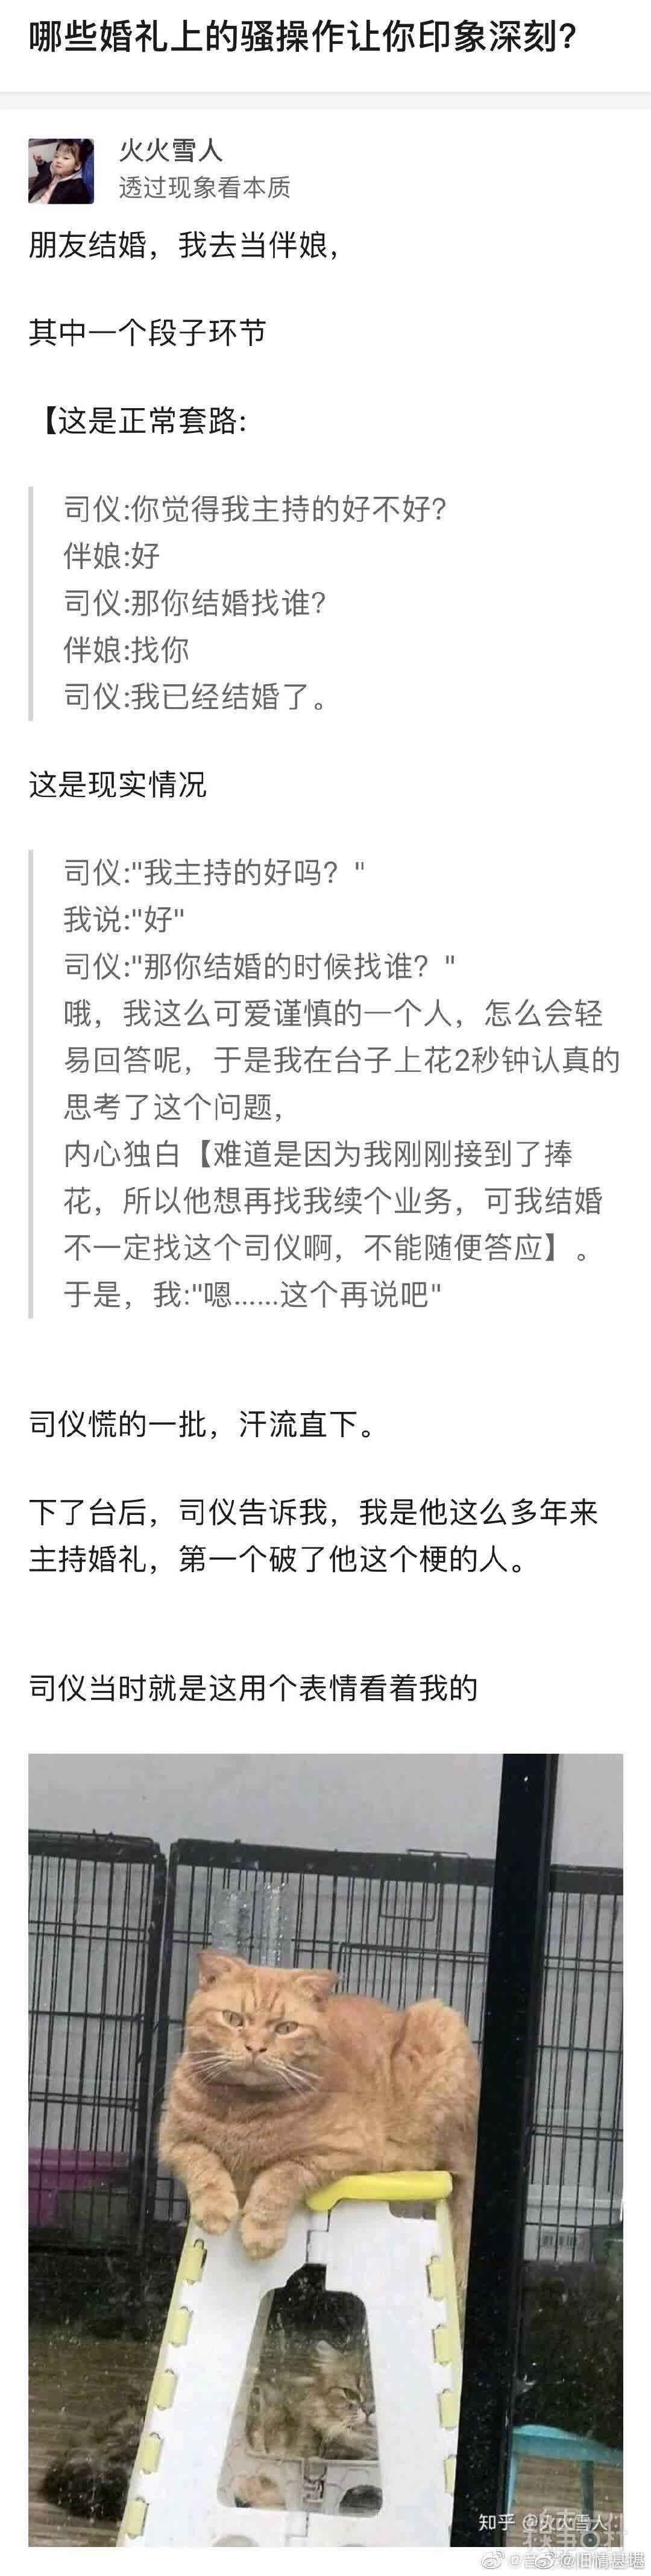 哪些婚礼上的骚操作让你印象深刻?
火火雪人
透过现象看本质
朋友结婚，我去当伴娘，
其中一个段子环节
【这是正常套路:
司仪:你觉得我主持的好不好?
伴娘:好
司仪:那你结婚找谁?
伴娘:找你
司仪:我已经结婚了。
这是现实情况
司仪:"我主持的好吗？"
我说:"好"
司仪:"那你结婚的时候找谁？"
哦，我这么可爱谨慎的一个人，怎么会轻
易回答呢，于是我在台子上花2秒钟认真的
思考了这个问题，
内心独白【难道是因为我刚刚接到了捧
花，所以他想再找我续个业务，可我结婚
不一定找这个司仪啊，不能随便答应】。
于是，我:"嗯......这个再说吧"
司仪慌的一批，汗流直下。
下了台后，司仪告诉我，我是他这么多年来
主持婚礼，第一个破了他这个梗的人。
司仪当时就是这用个表情看着我的
知乎 @火火雪人
@旧情甚堪